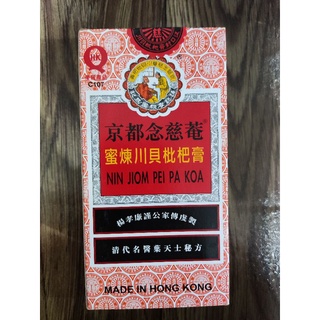 C107
京都念慈菴
蜜煉川貝枇杷膏
NIN JIOM PEI PA KOA
楊孝廉謹公家傳虔製
清代名醫葉天士秘方
MADE IN HONG KONG